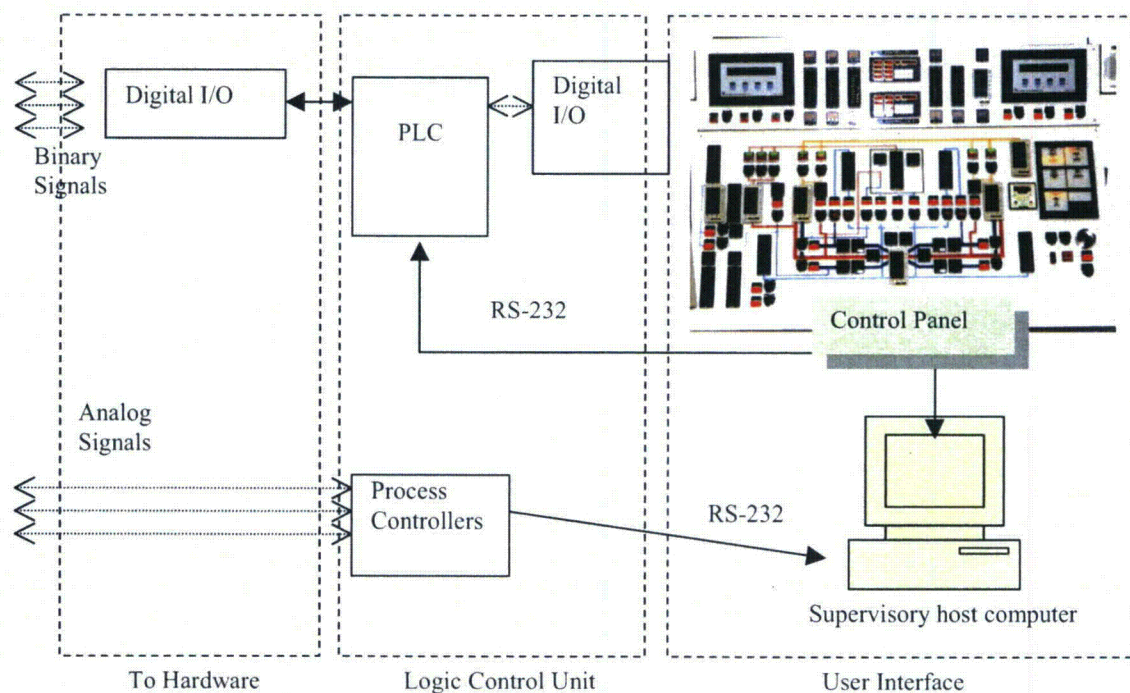 Digital I/O
Binary
Signals
PLC
Digital
I/O
RS-232
Control Panel
Analog
Signals
Process
Controllers
RS-232
Supervisory host computer
To Hardware
Logic Control Unit
User Interface